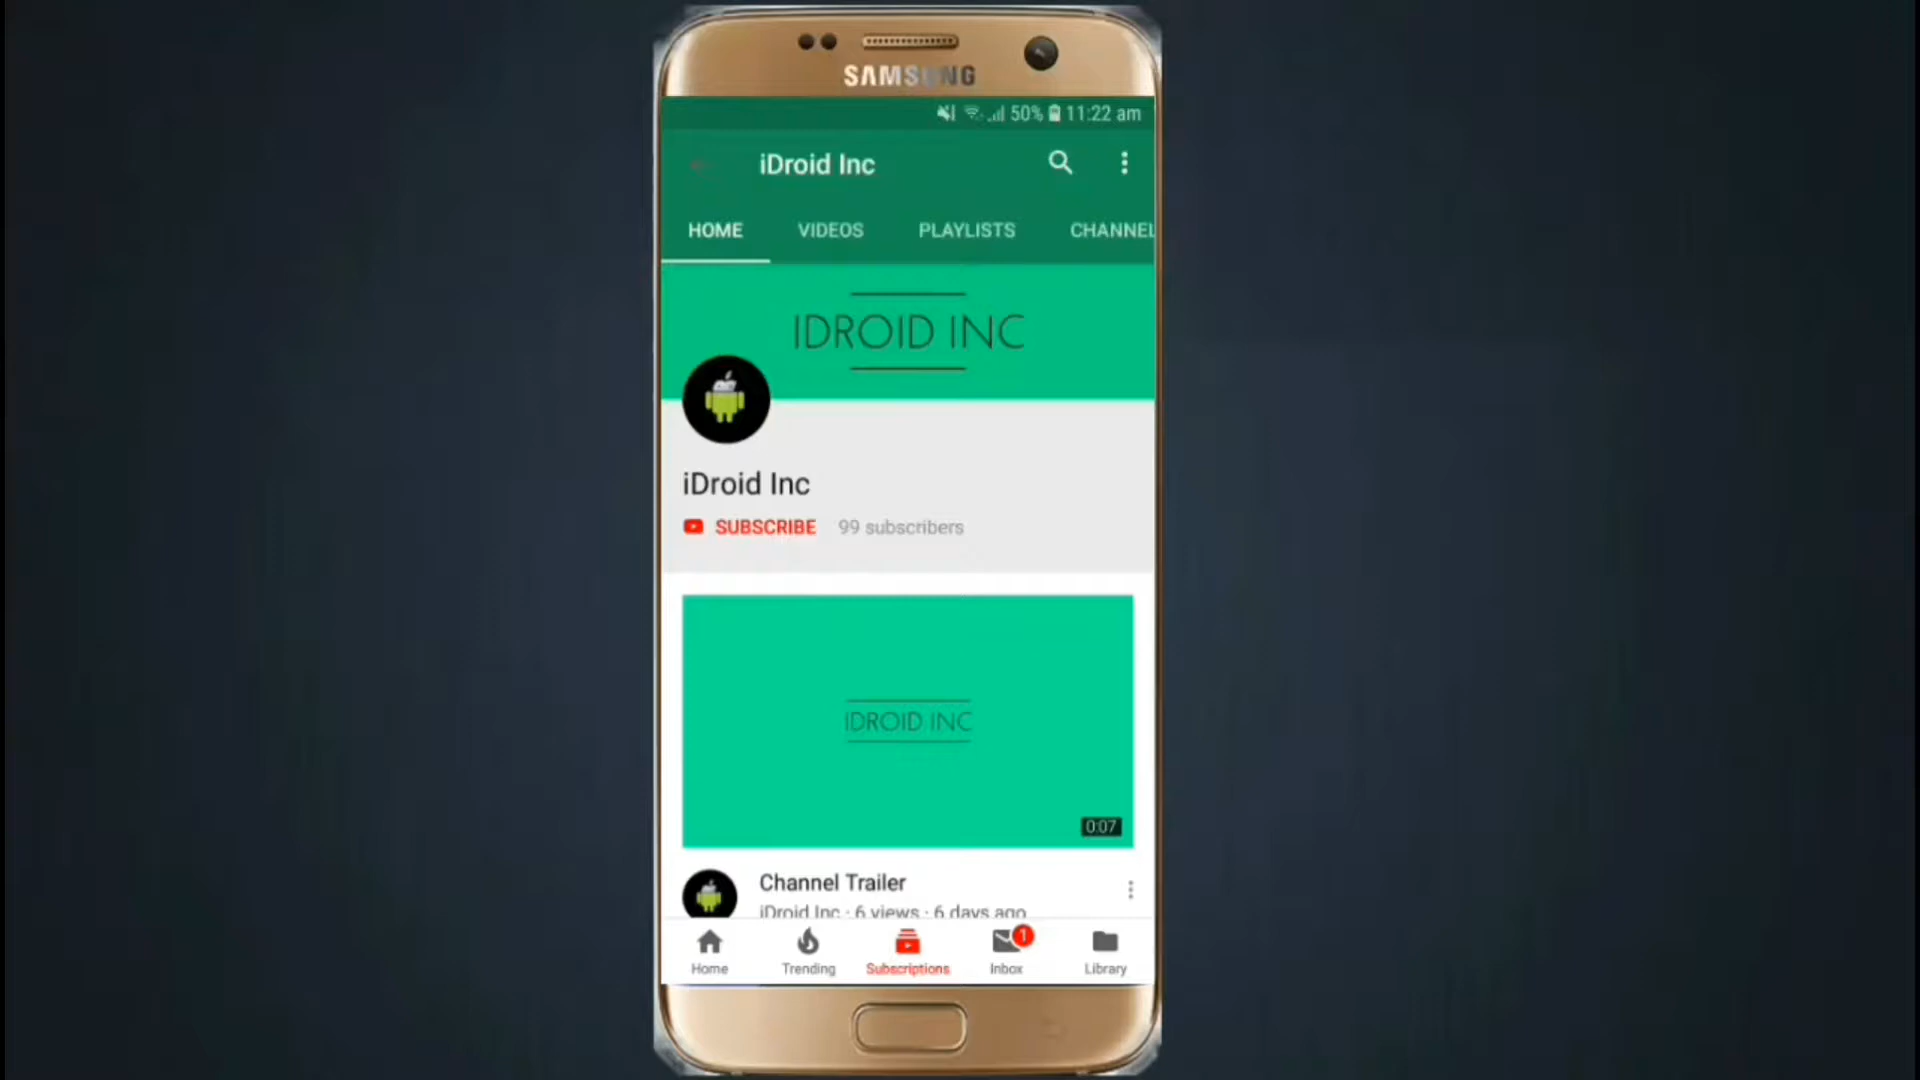 SAMSUNG
50% 11:22 am
iDroid Inc
HOME VIDEOS PLAYLISTS CHANNEL
IDROID INC
iDroid Inc
SUBSCRIBE 99 subscribers
IDROID INC
0:07
Channel Trailer
iDroid Inc · 6 views · 6 days ago
1
Home Trending Subscriptions Inbox Library